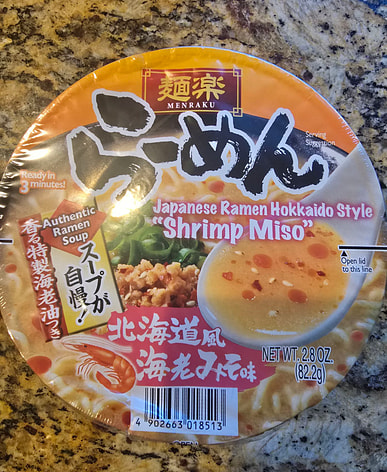 麺楽
MENRAKU
らーめん
Serving
Suggestion
Ready in
3 minutes!
Japanese Ramen Hokkaido Style
"Shrimp Miso"
Authentic
Ramen
Soup
スープが
自慢!
香る特製海老油つき
Open lid
to this line
北海道風
海老みそ味
NET WT. 2.8 OZ.
(82.2g)
4 902663 018513